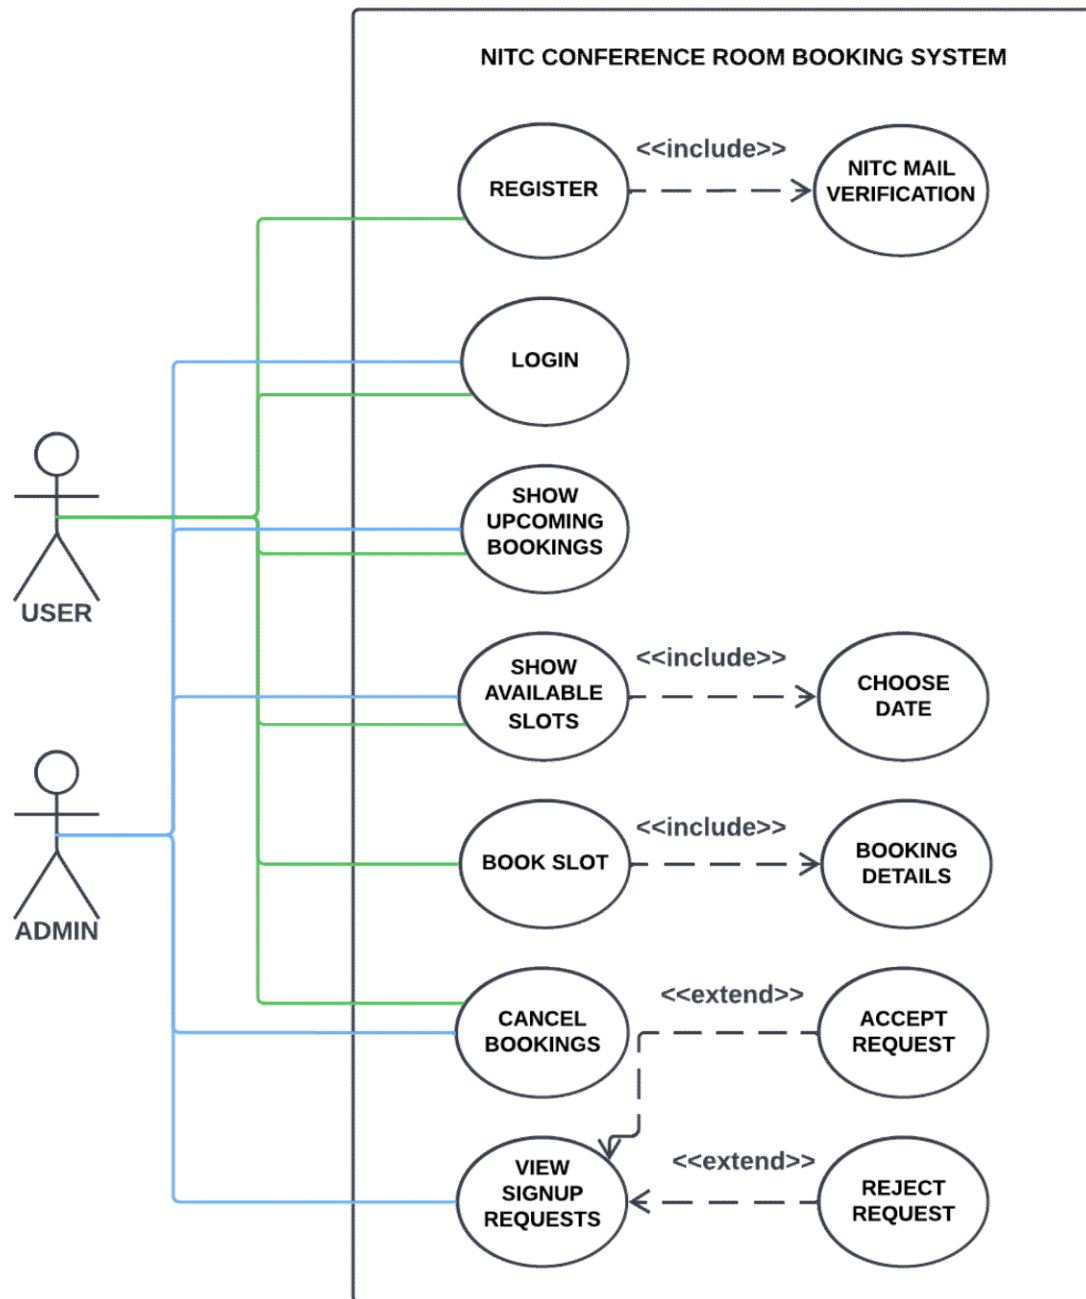 NITC CONFERENCE ROOM BOOKING SYSTEM
<<include>>
REGISTER
NITC MAIL
VERIFICATION
LOGIN
SHOW
UPCOMING
BOOKINGS
USER
<<include>>
SHOW
AVAILABLE
SLOTS
CHOOSE
DATE
<<include>>
BOOK SLOT
BOOKING
DETAILS
ADMIN
<<extend>>
CANCEL
BOOKINGS
ACCEPT
REQUEST
<<extend>>
VIEW
SIGNUP
REQUESTS
REJECT
REQUEST